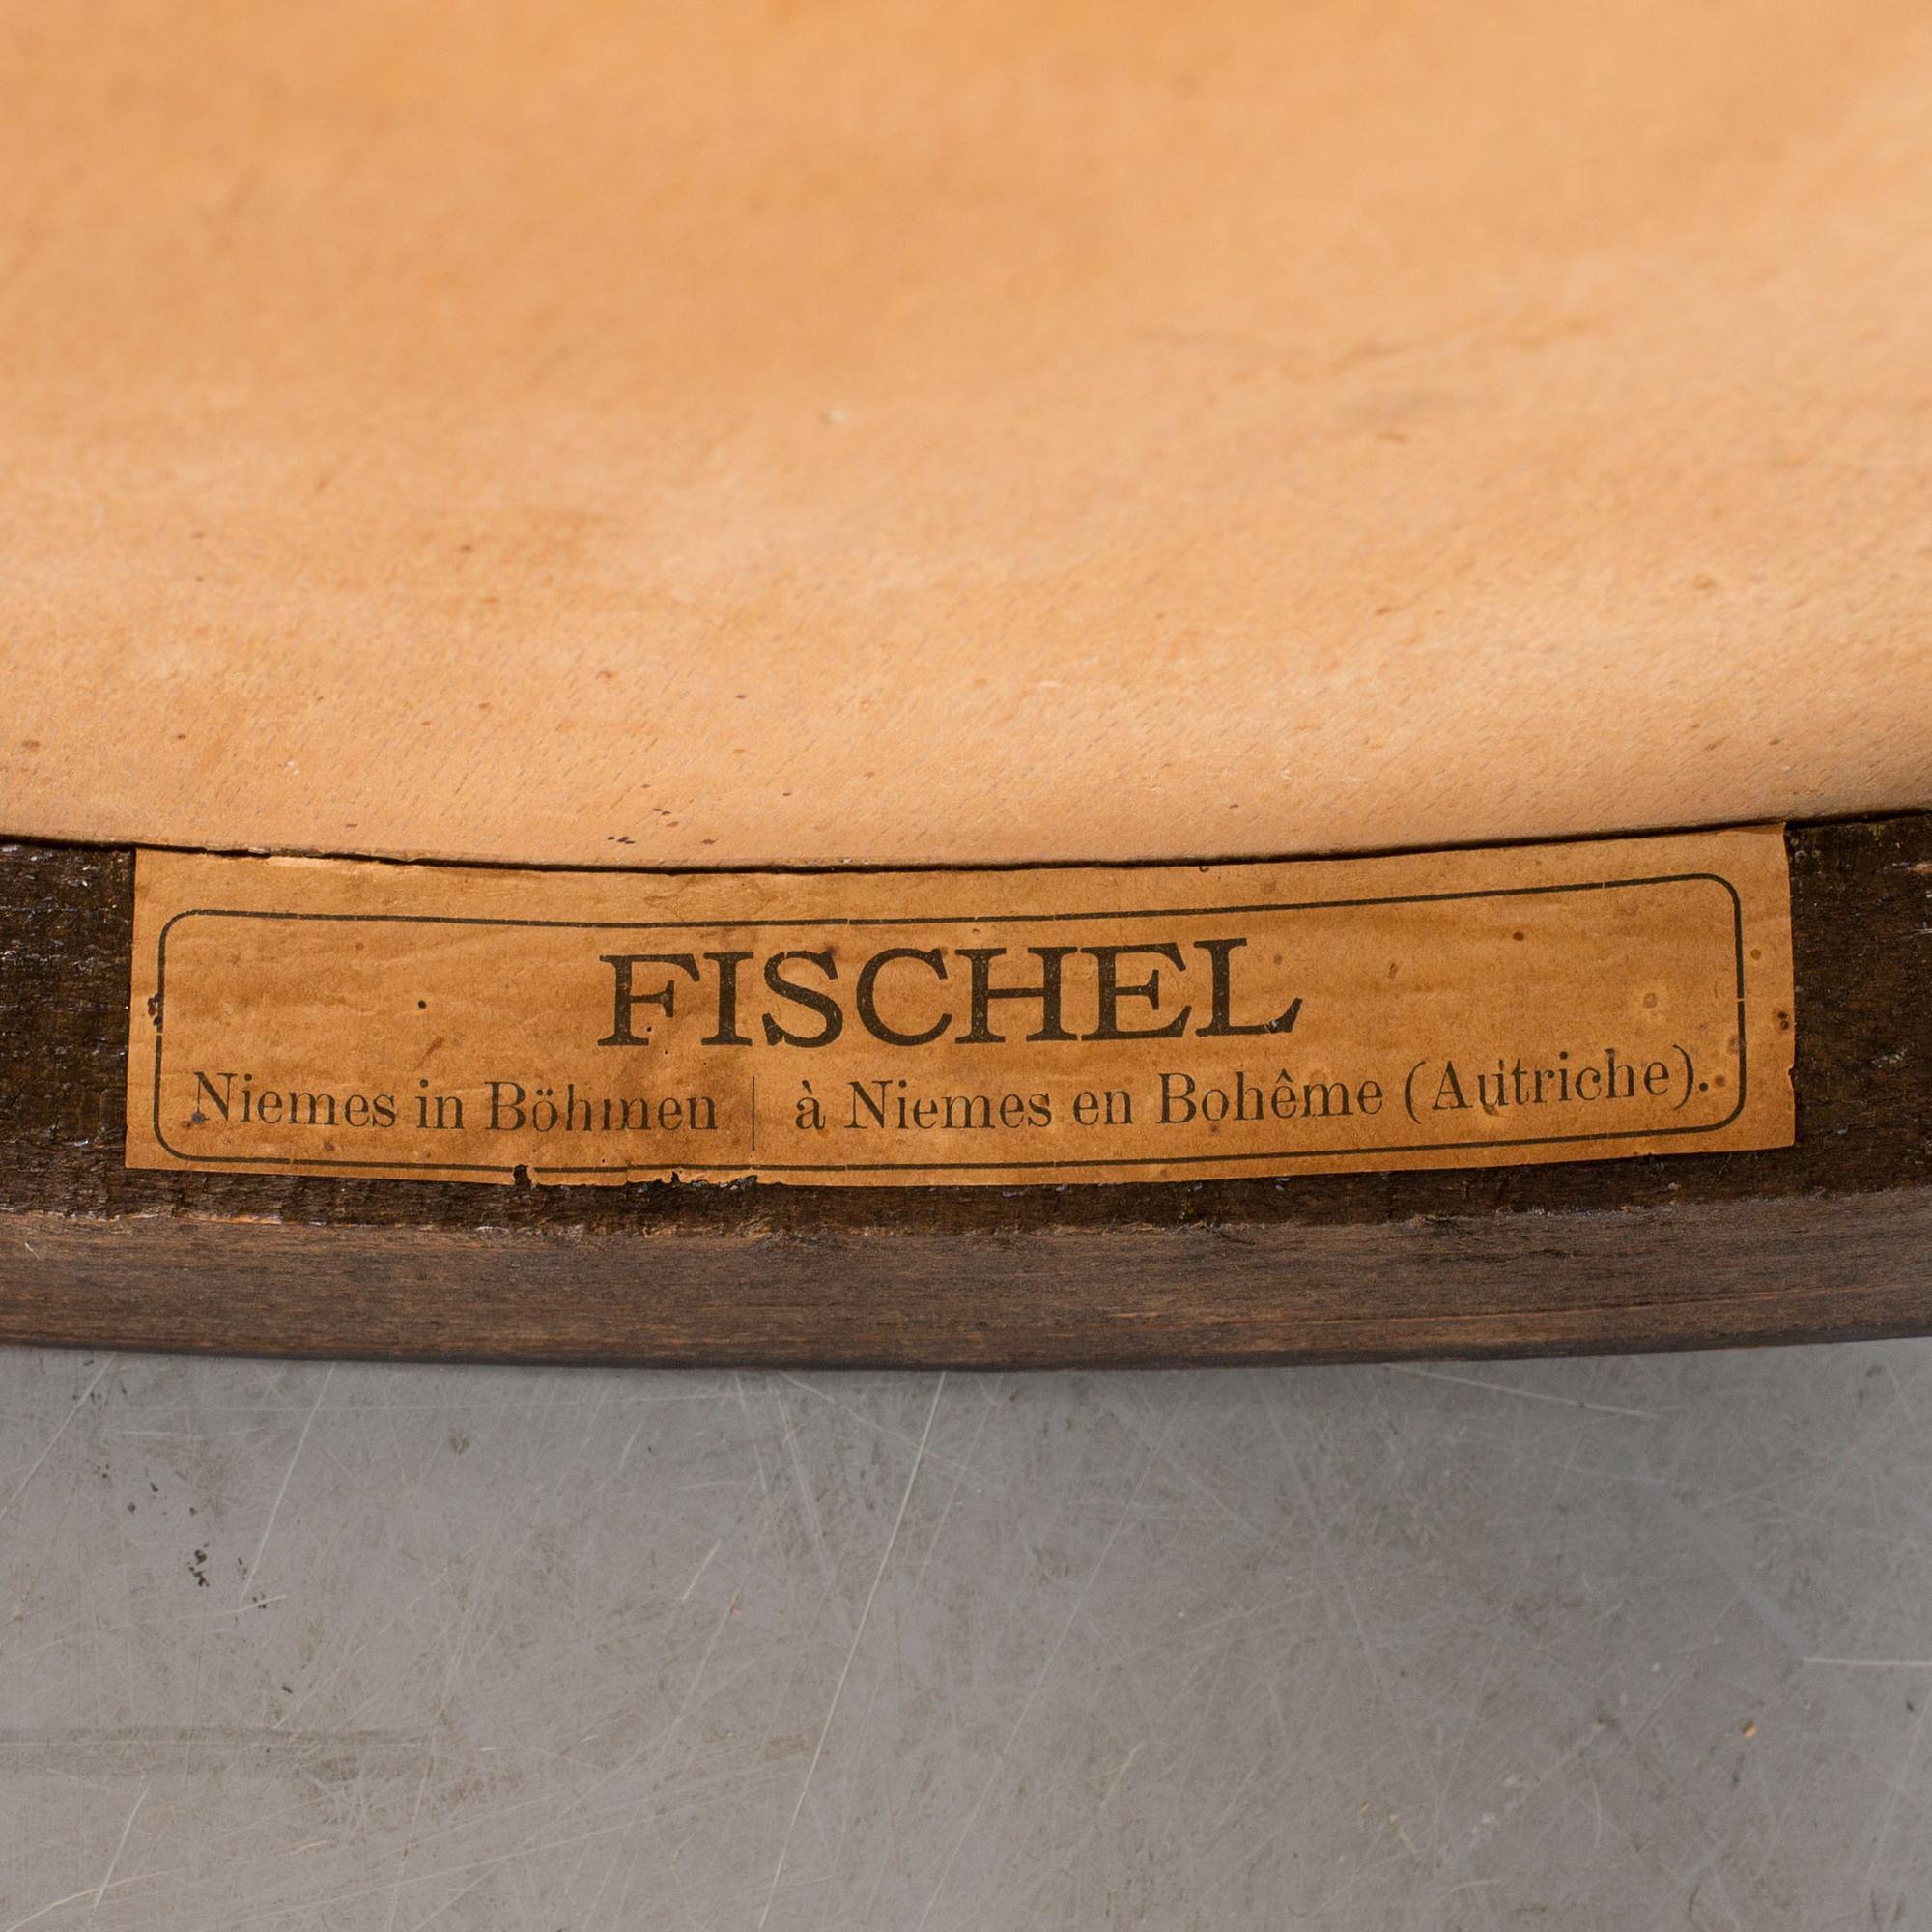 FISCHEL
Niemes in Böhmen | à Niemes en Bohême (Autriche).